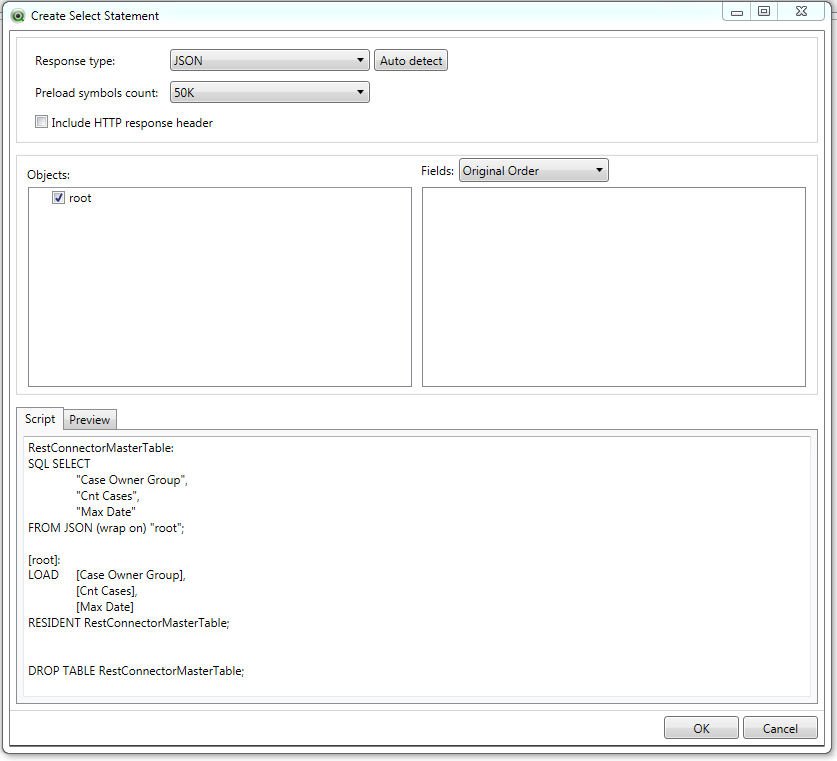 Create Select Statement
Response type: JSON Auto detect
Preload symbols count: 50K
Include HTTP response header
Objects:
Fields: Original Order
root
Script Preview
RestConnectorMasterTable:
SQL SELECT
"Case Owner Group",
"Cnt Cases",
"Max Date"
FROM JSON (wrap on) "root";
[root]:
LOAD [Case Owner Group],
[Cnt Cases],
[Max Date]
RESIDENT RestConnectorMasterTable;
DROP TABLE RestConnectorMasterTable;
OK Cancel